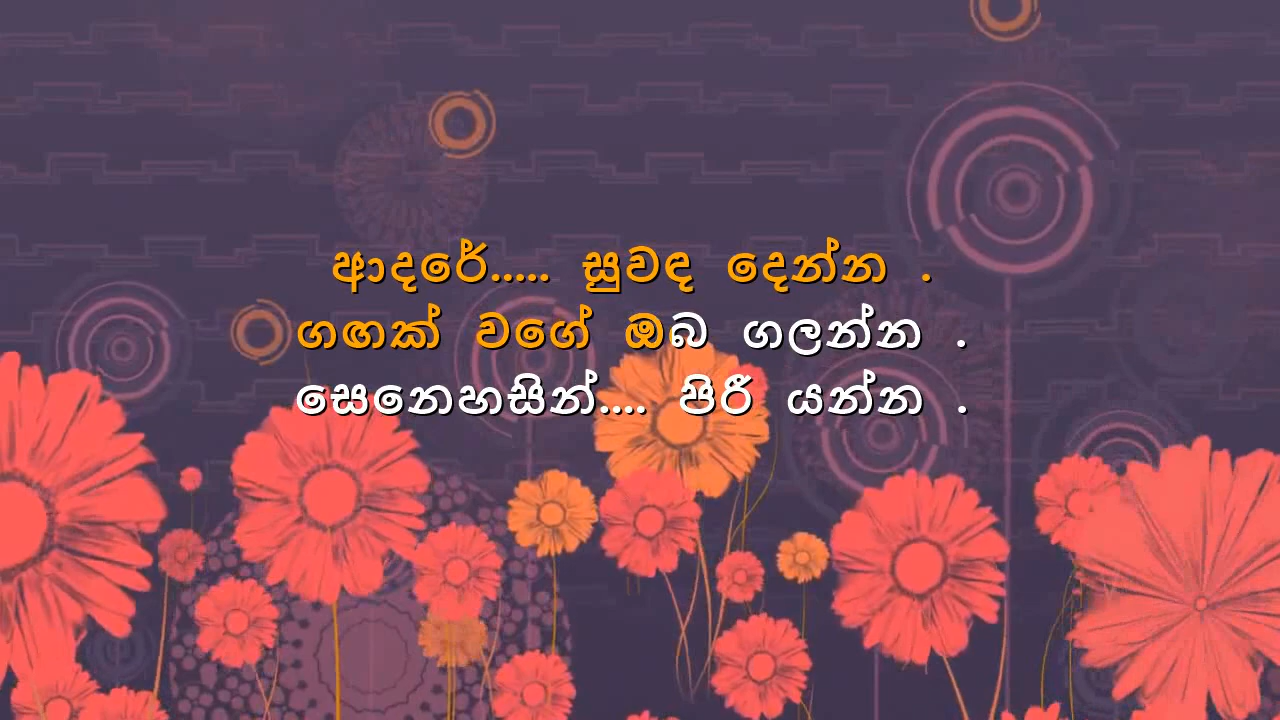 ආදරේ..... සුවඳ දෙන්න .
ගඟක් වගේ ඔබ ගලන්න .
සෙනෙහසින්.... පිරී යන්න .